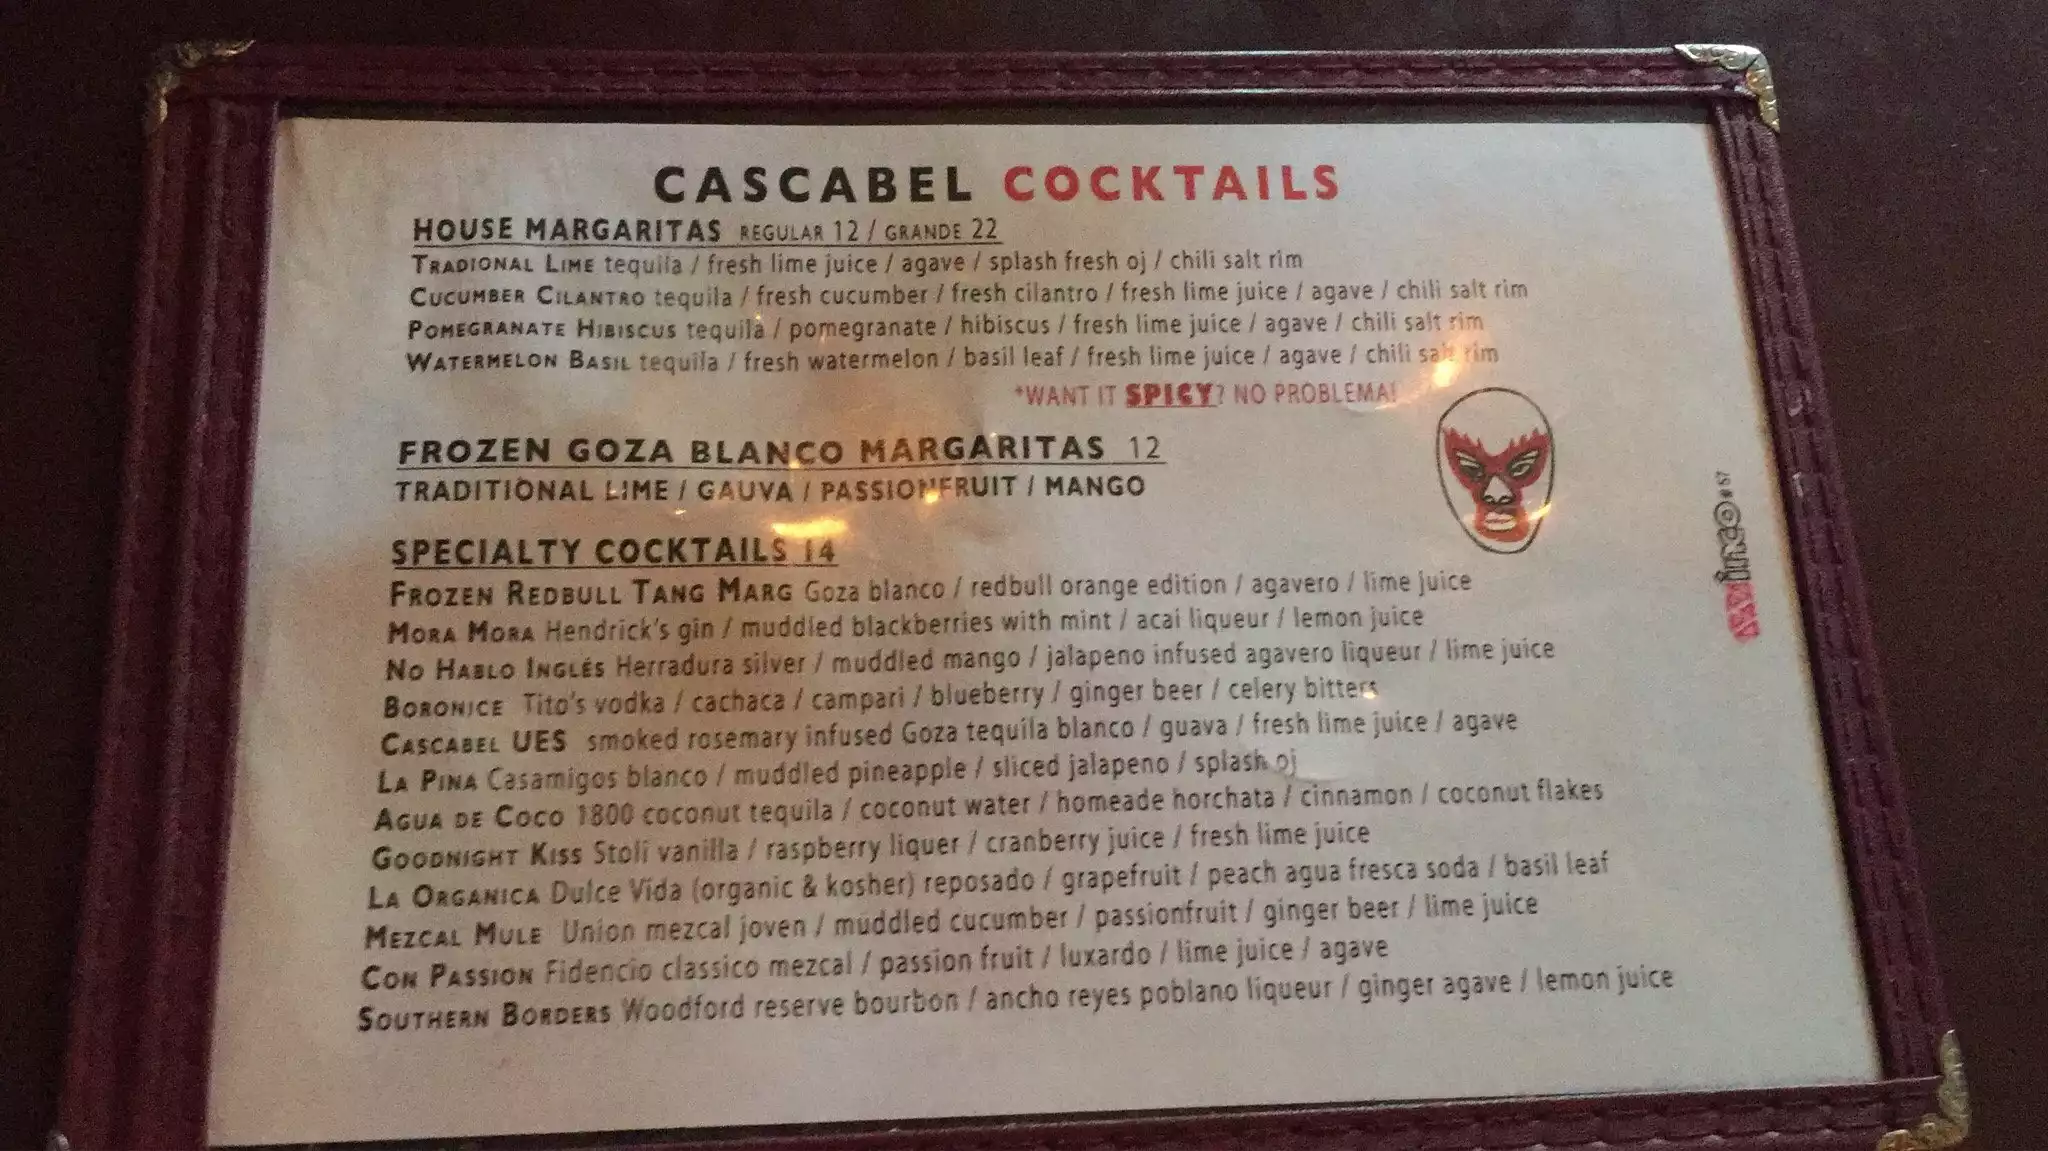 CASCABEL COCKTAILS
HOUSE MARGARITAS REGULAR 12 / GRANDE 22
TRADIONAL LIME tequila / fresh lime juice / agave / splash fresh oj / chili salt rim
CUCUMBER CILANTRO tequila / fresh cucumber / fresh cilantro / fresh lime juice / agave / chili salt rim
POMEGRANATE HIBISCUS tequila / pomegranate / hibiscus / fresh lime juice / agave / chili salt rim
WATERMELON BASIL tequila / fresh watermelon / basil leaf / fresh lime juice / agave / chili salt rim
*WANT IT SPICY? NO PROBLEMA!
FROZEN GOZA BLANCO MARGARITAS 12
TRADITIONAL LIME / GAUVA / PASSIONFRUIT / MANGO
SPECIALTY COCKTAILS 14
FROZEN REDBULL TANG MARG Goza blanco / redbull orange edition / agavero / lime juice
MORA MORA Hendrick's gin / muddled blackberries with mint / acai liqueur / lemon juice
NO HABLO INGLÉS Herradura silver / muddled mango / jalapeno infused agavero liqueur / lime juice
BORONICE Tito's vodka / cachaca / campari / blueberry / ginger beer / celery bitters
CASCABEL UES smoked rosemary infused Goza tequila blanco / guava / fresh lime juice / agave
LA PINA Casamigos blanco / muddled pineapple / sliced jalapeno / splash oj
AGUA DE COCO 1800 coconut tequila / coconut water / homeade horchata / cinnamon / coconut flakes
GOODNIGHT KISS Stoli vanilla / raspberry liquer / cranberry juice / fresh lime juice
LA ORGANICA Dulce Vida (organic & kosher) reposado / grapefruit / peach agua fresca soda / basil leaf
MEZCAL MULE Union mezcal joven / muddled cucumber / passionfruit / ginger beer / lime juice
CON PASSION Fidencio classico mezcal / passion fruit / luxardo / lime juice / agave
SOUTHERN BORDERS Woodford reserve bourbon / ancho reyes poblano liqueur / ginger agave / lemon juice